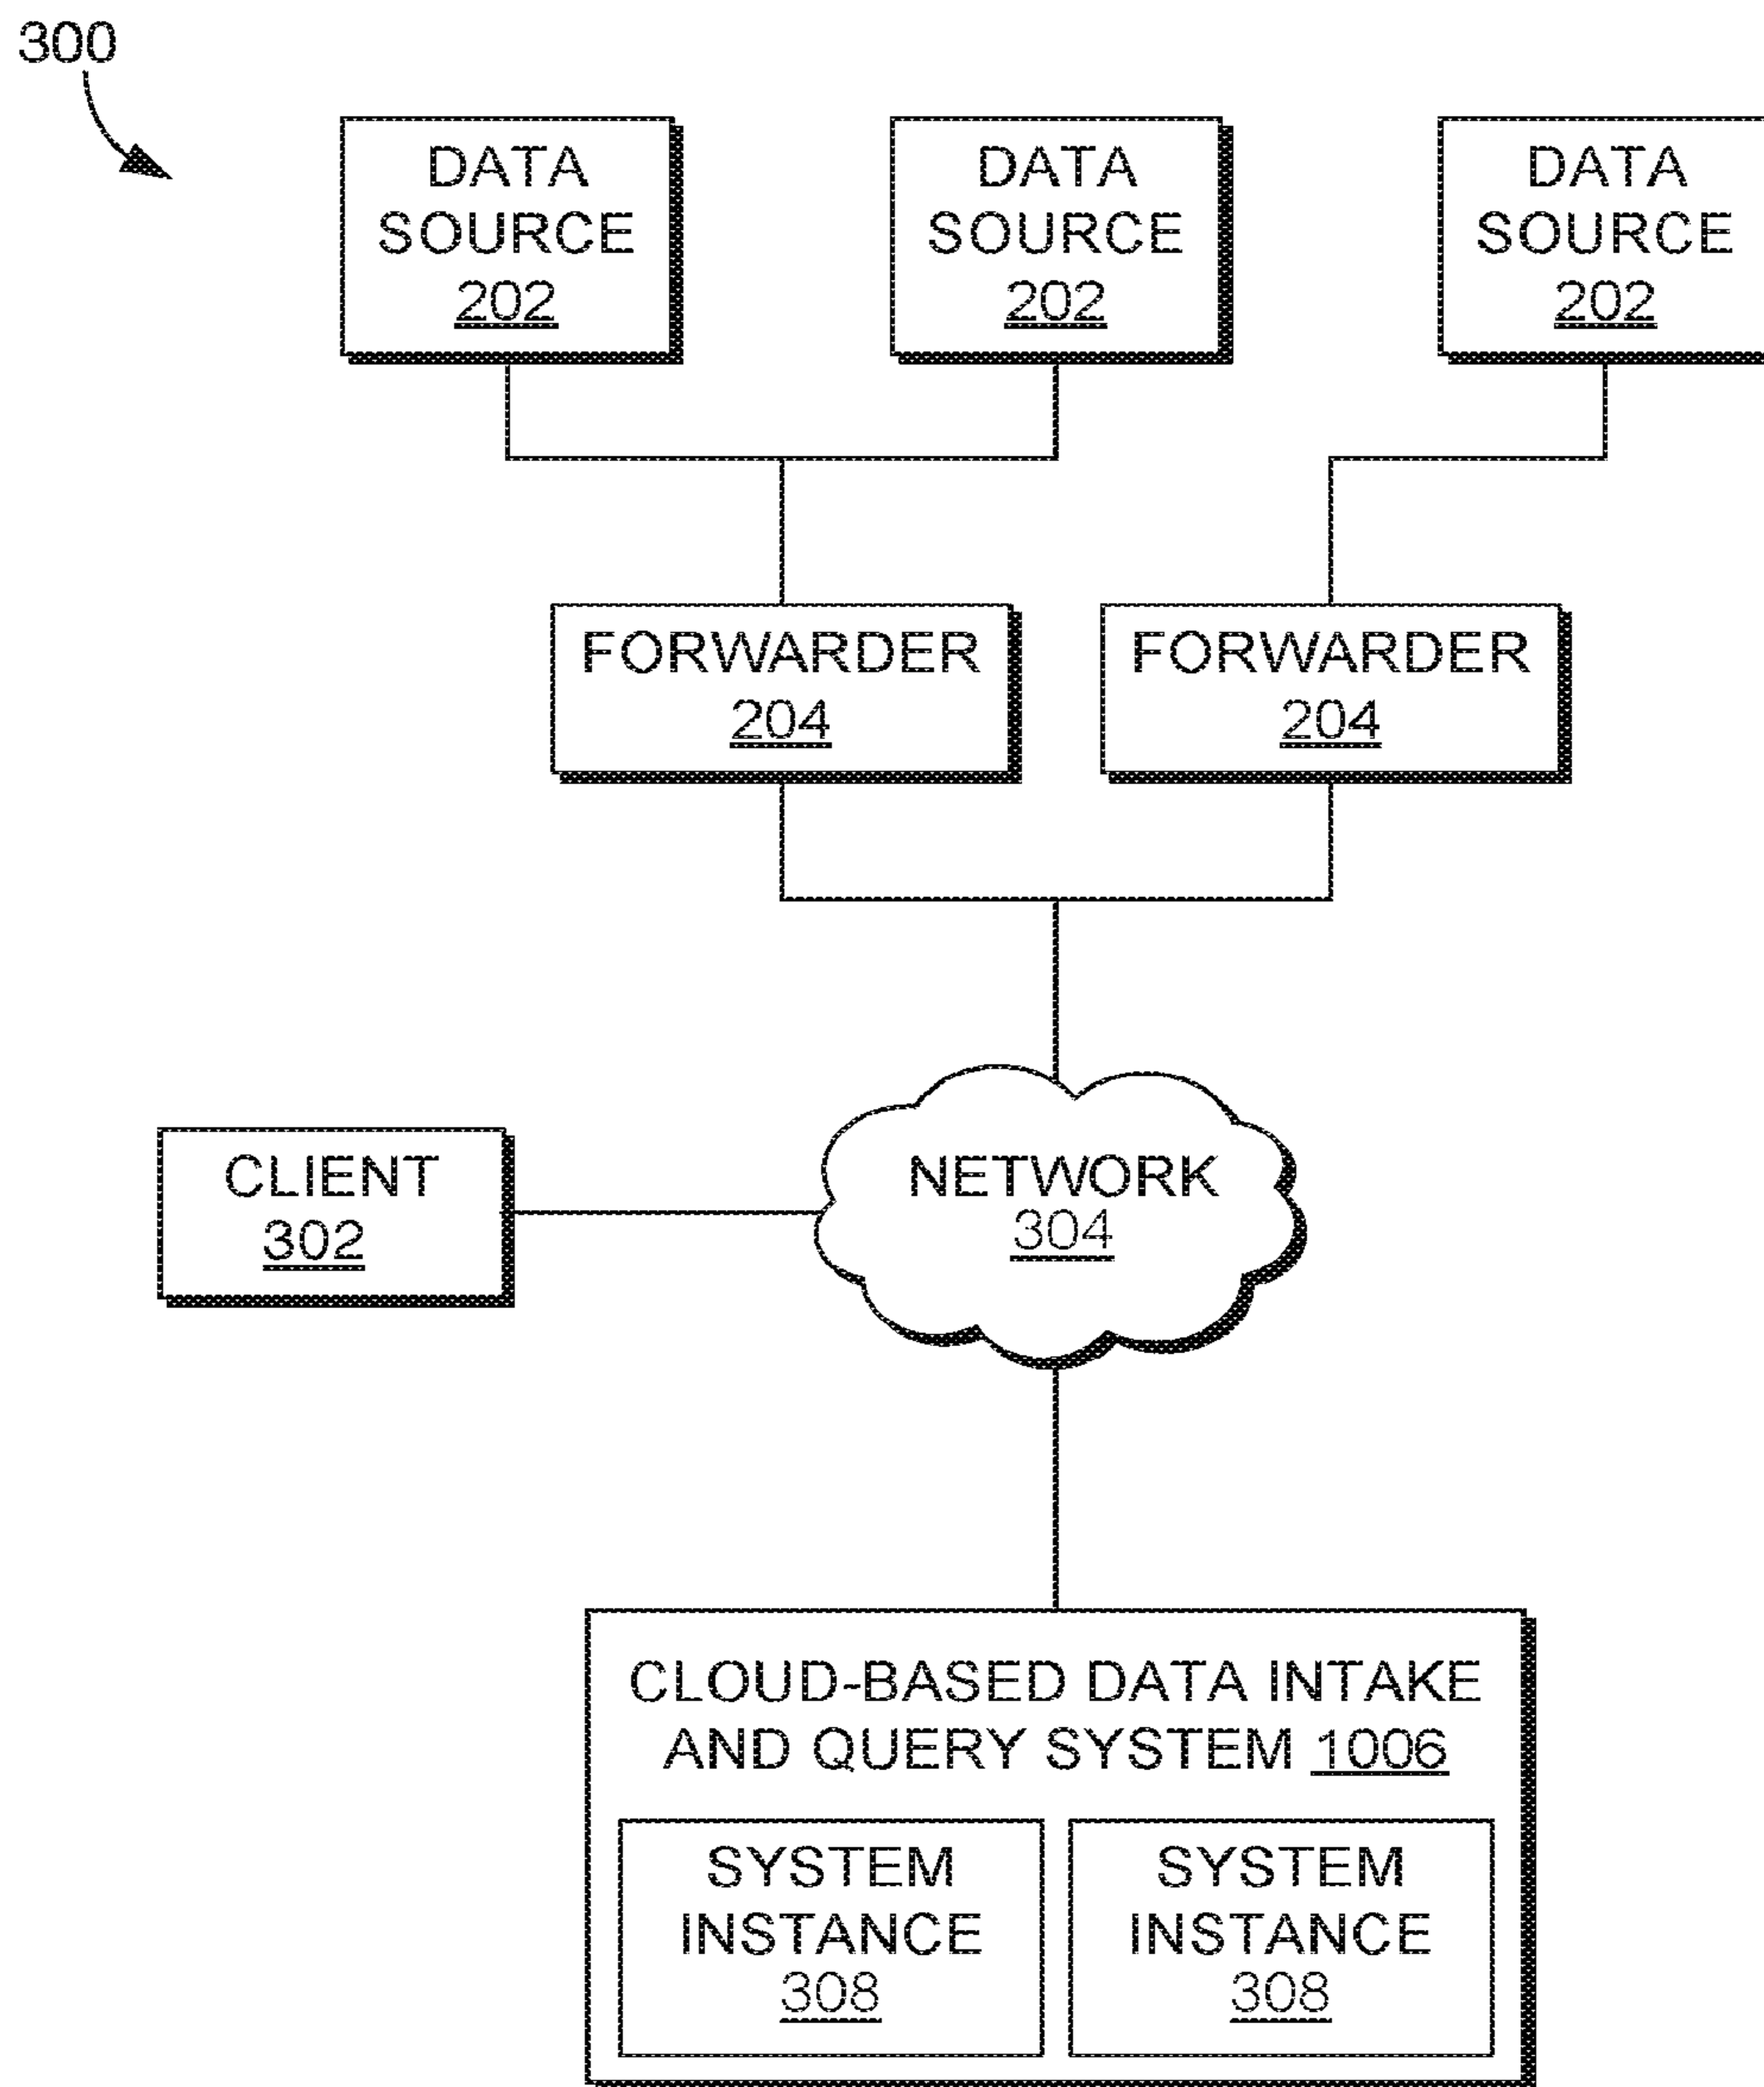 300
DATA
SOURCE
202
DATA
SOURCE
202
DATA
SOURCE
202
FORWARDER
204
FORWARDER
204
CLIENT
302
NETWORK
304
CLOUD-BASED DATA INTAKE
AND QUERY SYSTEM 1006
SYSTEM
INSTANCE
308
SYSTEM
INSTANCE
308